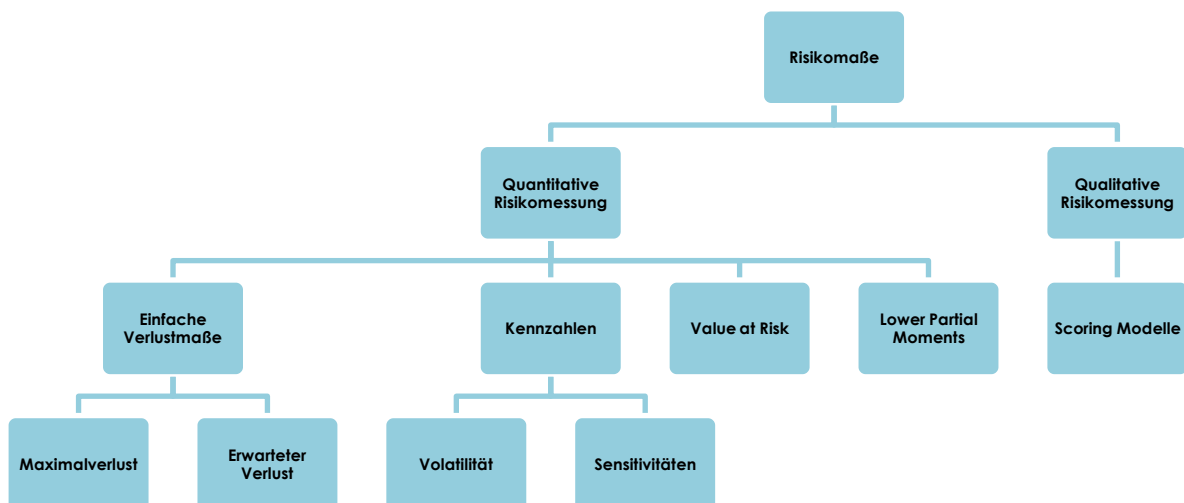 Risikomaße
Quantitative
Risikomessung
Qualitative
Risikomessung
Einfache
Verlustmaße
Kennzahlen
Value at Risk
Lower Partial
Moments
Scoring Modelle
Maximalverlust
Erwarteter
Verlust
Volatilität
Sensitivitäten